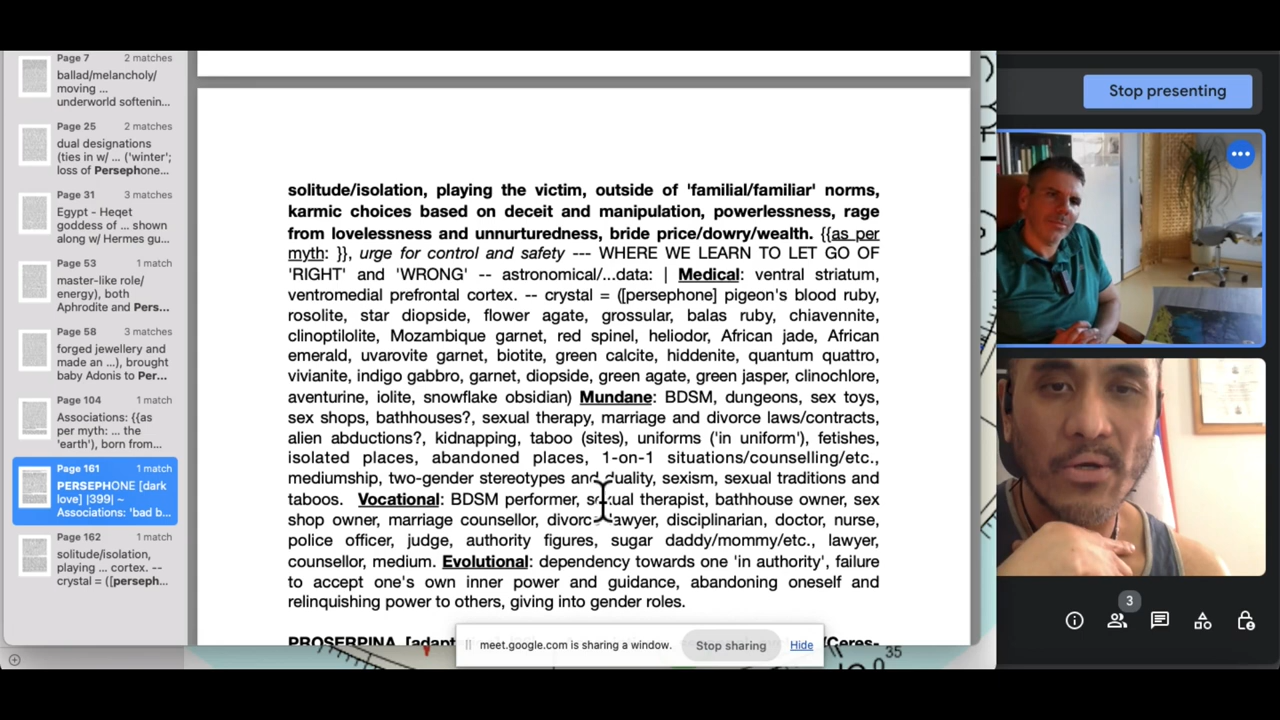 Page 7 2 matches
ballad/melancholy/
moving ...
underworld softenin...
Page 25 2 matches
dual designations
(ties in w/ ... ('winter';
loss of Persephone...
Page 31 3 matches
Egypt - Heqet
goddess of ... shown
along w/ Hermes gu...
Page 53 1 match
master-like role/
energy), both
Aphrodite and Pers...
Page 58 3 matches
forged jewellery and
made an ...), brought
baby Adonis to Per...
Page 104 1 match
Associations: {{as
per myth: ... the
'earth'), born from...
Page 161 1 match
PERSEPHONE [dark
love] |399| ~
Associations: 'bad b...
Page 162 1 match
solitude/isolation,
playing ... cortex. --
crystal = ([perseph...
solitude/isolation, playing the victim, outside of 'familial/familiar' norms,
karmic choices based on deceit and manipulation, powerlessness, rage
from lovelessness and unnurturedness, bride price/dowry/wealth. {{as per
myth: }}, urge for control and safety --- WHERE WE LEARN TO LET GO OF
'RIGHT' and 'WRONG' -- astronomical/...data: | Medical: ventral striatum,
ventromedial prefrontal cortex. -- crystal = ([persephone] pigeon's blood ruby,
rosolite, star diopside, flower agate, grossular, balas ruby, chiavennite,
clinoptilolite, Mozambique garnet, red spinel, heliodor, African jade, African
emerald, uvarovite garnet, biotite, green calcite, hiddenite, quantum quattro,
vivianite, indigo gabbro, garnet, diopside, green agate, green jasper, clinochlore,
aventurine, iolite, snowflake obsidian) Mundane: BDSM, dungeons, sex toys,
sex shops, bathhouses?, sexual therapy, marriage and divorce laws/contracts,
alien abductions?, kidnapping, taboo (sites), uniforms ('in uniform'), fetishes,
isolated places, abandoned places, 1-on-1 situations/counselling/etc.,
mediumship, two-gender stereotypes and duality, sexism, sexual traditions and
taboos. Vocational: BDSM performer, sexual therapist, bathhouse owner, sex
shop owner, marriage counsellor, divorce lawyer, disciplinarian, doctor, nurse,
police officer, judge, authority figures, sugar daddy/mommy/etc., lawyer,
counsellor, medium. Evolutional: dependency towards one 'in authority', failure
to accept one's own inner power and guidance, abandoning oneself and
relinquishing power to others, giving into gender roles.
PROSERPINA [adapt /Ceres-
meet.google.com is sharing a window. Stop sharing Hide
35
Stop presenting
3